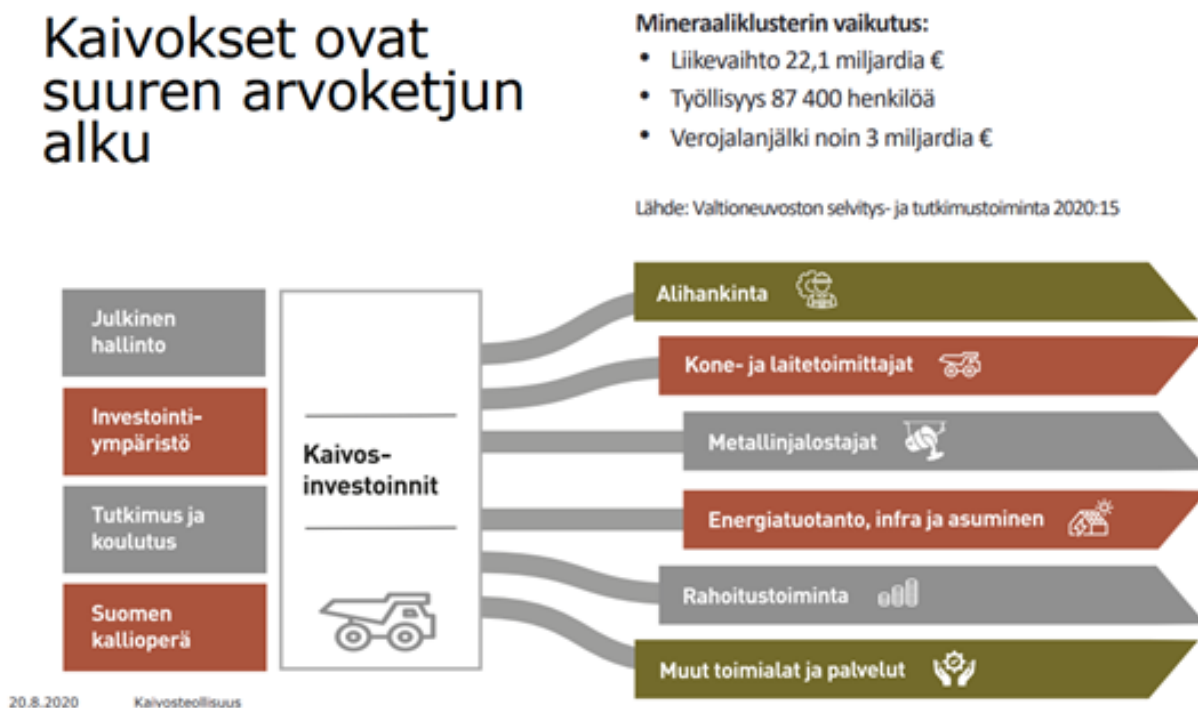 Kaivokset ovat
suuren arvoketjun
alku
Mineraaliklusterin vaikutus:
• Liikevaihto 22,1 miljardia €
• Työllisyys 87 400 henkilöä
• Verojalanjälki noin 3 miljardia €
Lähde: Valtioneuvoston selvitys- ja tutkimustoiminta 2020:15
Julkinen
hallinto
Investointi-
ympäristö
Tutkimus ja
koulutus
Suomen
kallioperä
Kaivos-
investoinnit
Alihankinta
Kone- ja laitetoimittajat
Metallinjalostajat
Energiatuotanto, infra ja asuminen
Rahoitustoiminta
Muut toimialat ja palvelut
20.8.2020 Kaivosteollisuus